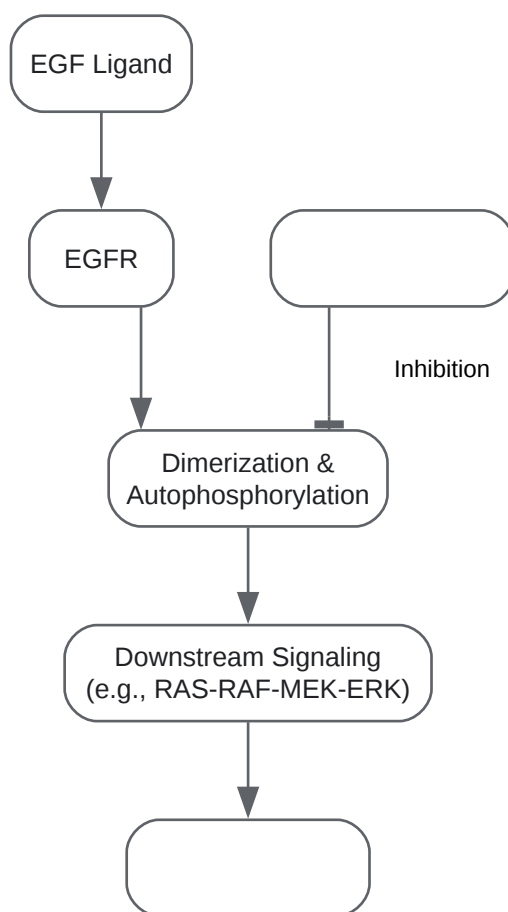 EGF Ligand
EGFR
Inhibition
Dimerization &
Autophosphorylation
Downstream Signaling
(e.g., RAS-RAF-MEK-ERK)